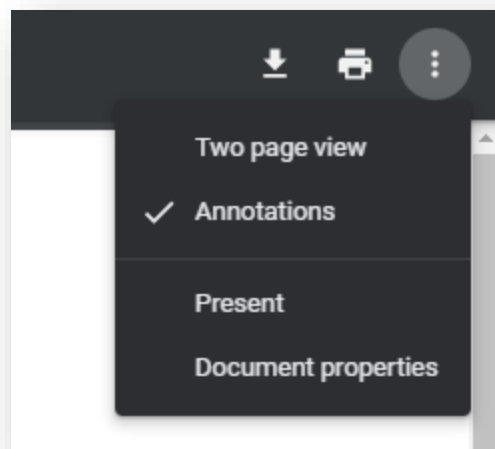 Two page view
Annotations
Present
Document properties